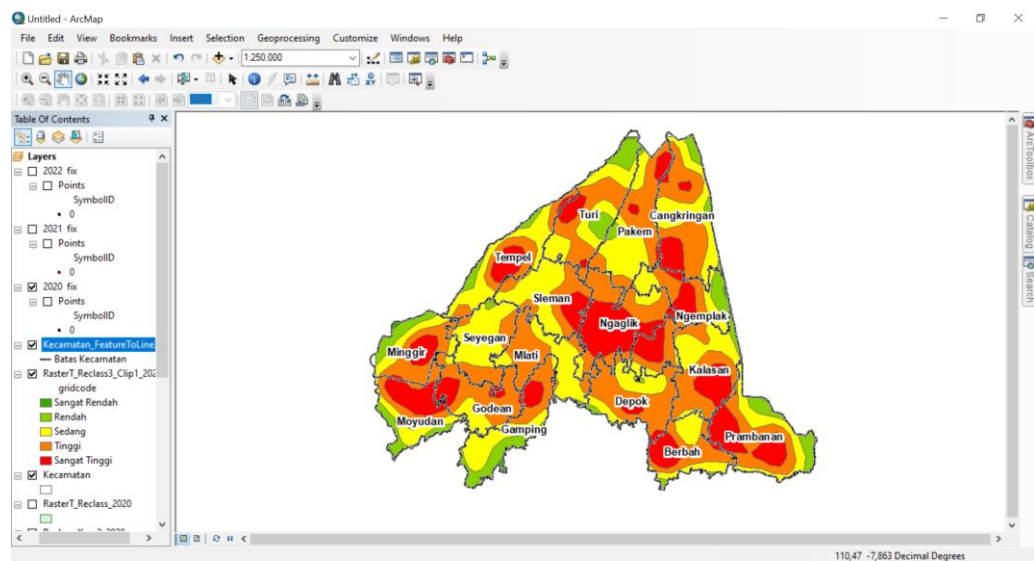 Untitled - ArcMap
File Edit View Bookmarks Insert Selection Geoprocessing Customize Windows Help
1:250.000
Table Of Contents
Layers
2022 fix
Points
SymbolID
0
2021 fix
Points
SymbolID
0
2020 fix
Points
SymbolID
0
Kecamatan_FeatureToLine
Batas Kecamatan
RasterT_Reclass3_Clip1_202
gridcode
Sangat Rendah
Rendah
Sedang
Tinggi
Sangat Tinggi
Kecamatan
RasterT_Reclass_2020
Turi
Cangkringan
Pakem
Tempel
Sleman
Ngaglik
Ngemplak
Seyegan
Minggir
Mlati
Kalasan
Depok
Godean
Moyudan
Gamping
Prambanan
Berbah
ArcToolbox
Catalog
Search
110,47 -7,863 Decimal Degrees